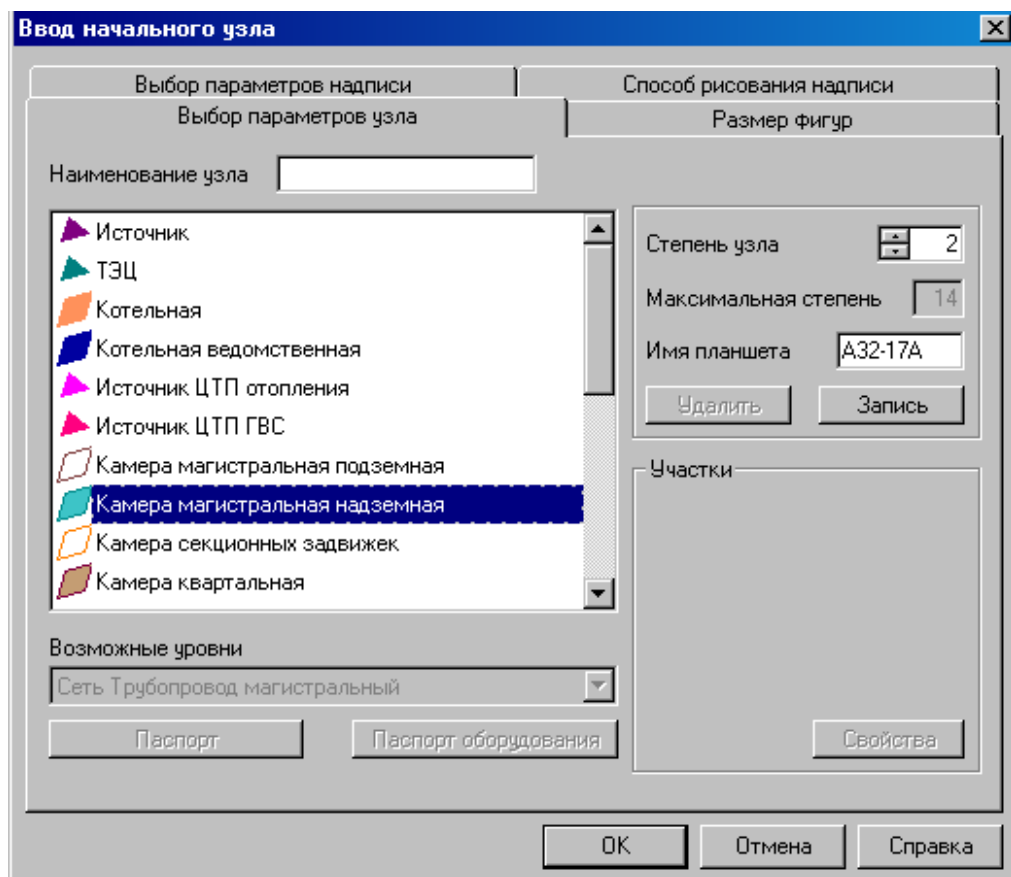 Ввод начального узла
Выбор параметров надписи
Способ рисования надписи
Выбор параметров узла
Размер фигур
Наименование узла
Источник
ТЭЦ
Котельная
Котельная ведомственная
Источник ЦТП отопления
Источник ЦТП ГВС
Камера магистральная подземная
Камера магистральная надземная
Камера секционных задвижек
Камера квартальная
Возможные уровни
Сеть Трубопровод магистральный
Паспорт
Паспорт оборудования
Степень узла 2
Максимальная степень 14
Имя планшета А32-17А
Удалить
Запись
Участки
Свойства
ОК
Отмена
Справка